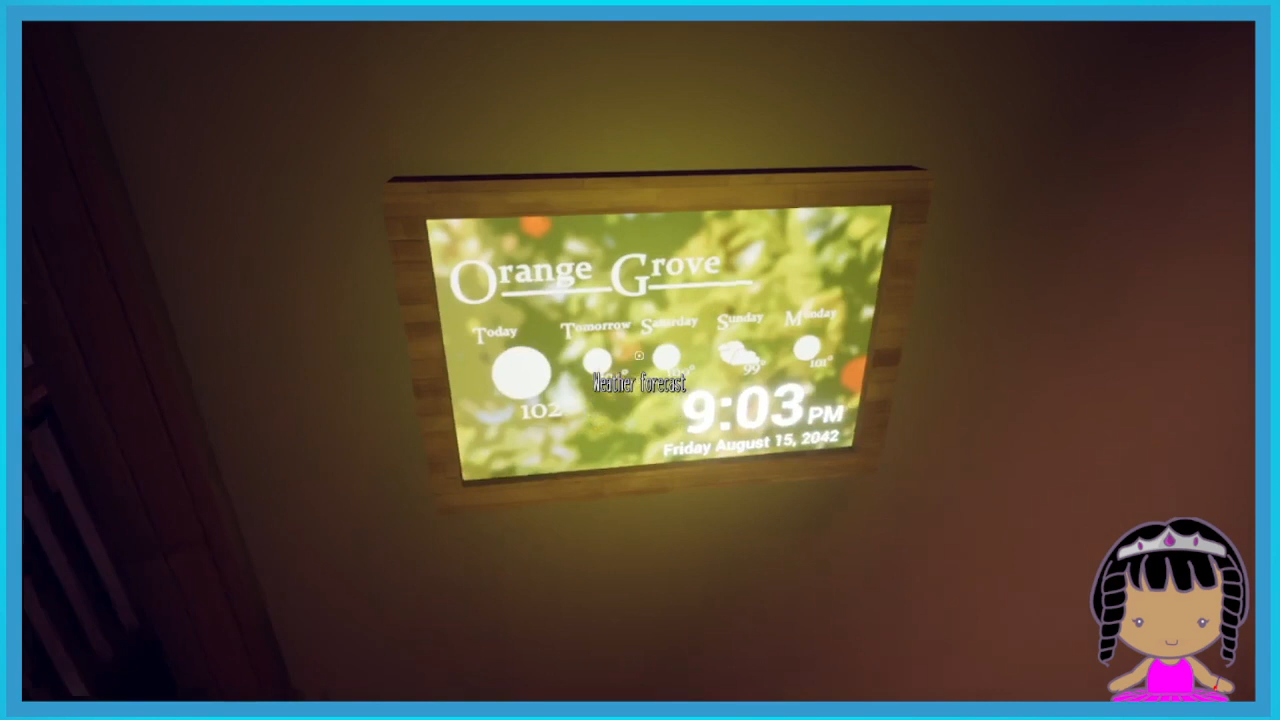 Orange Grove
Today Tomorrow Saturday Sunday Monday
102 99° 101°
Weather Forecast
9:03 PM
Friday August 15, 2042